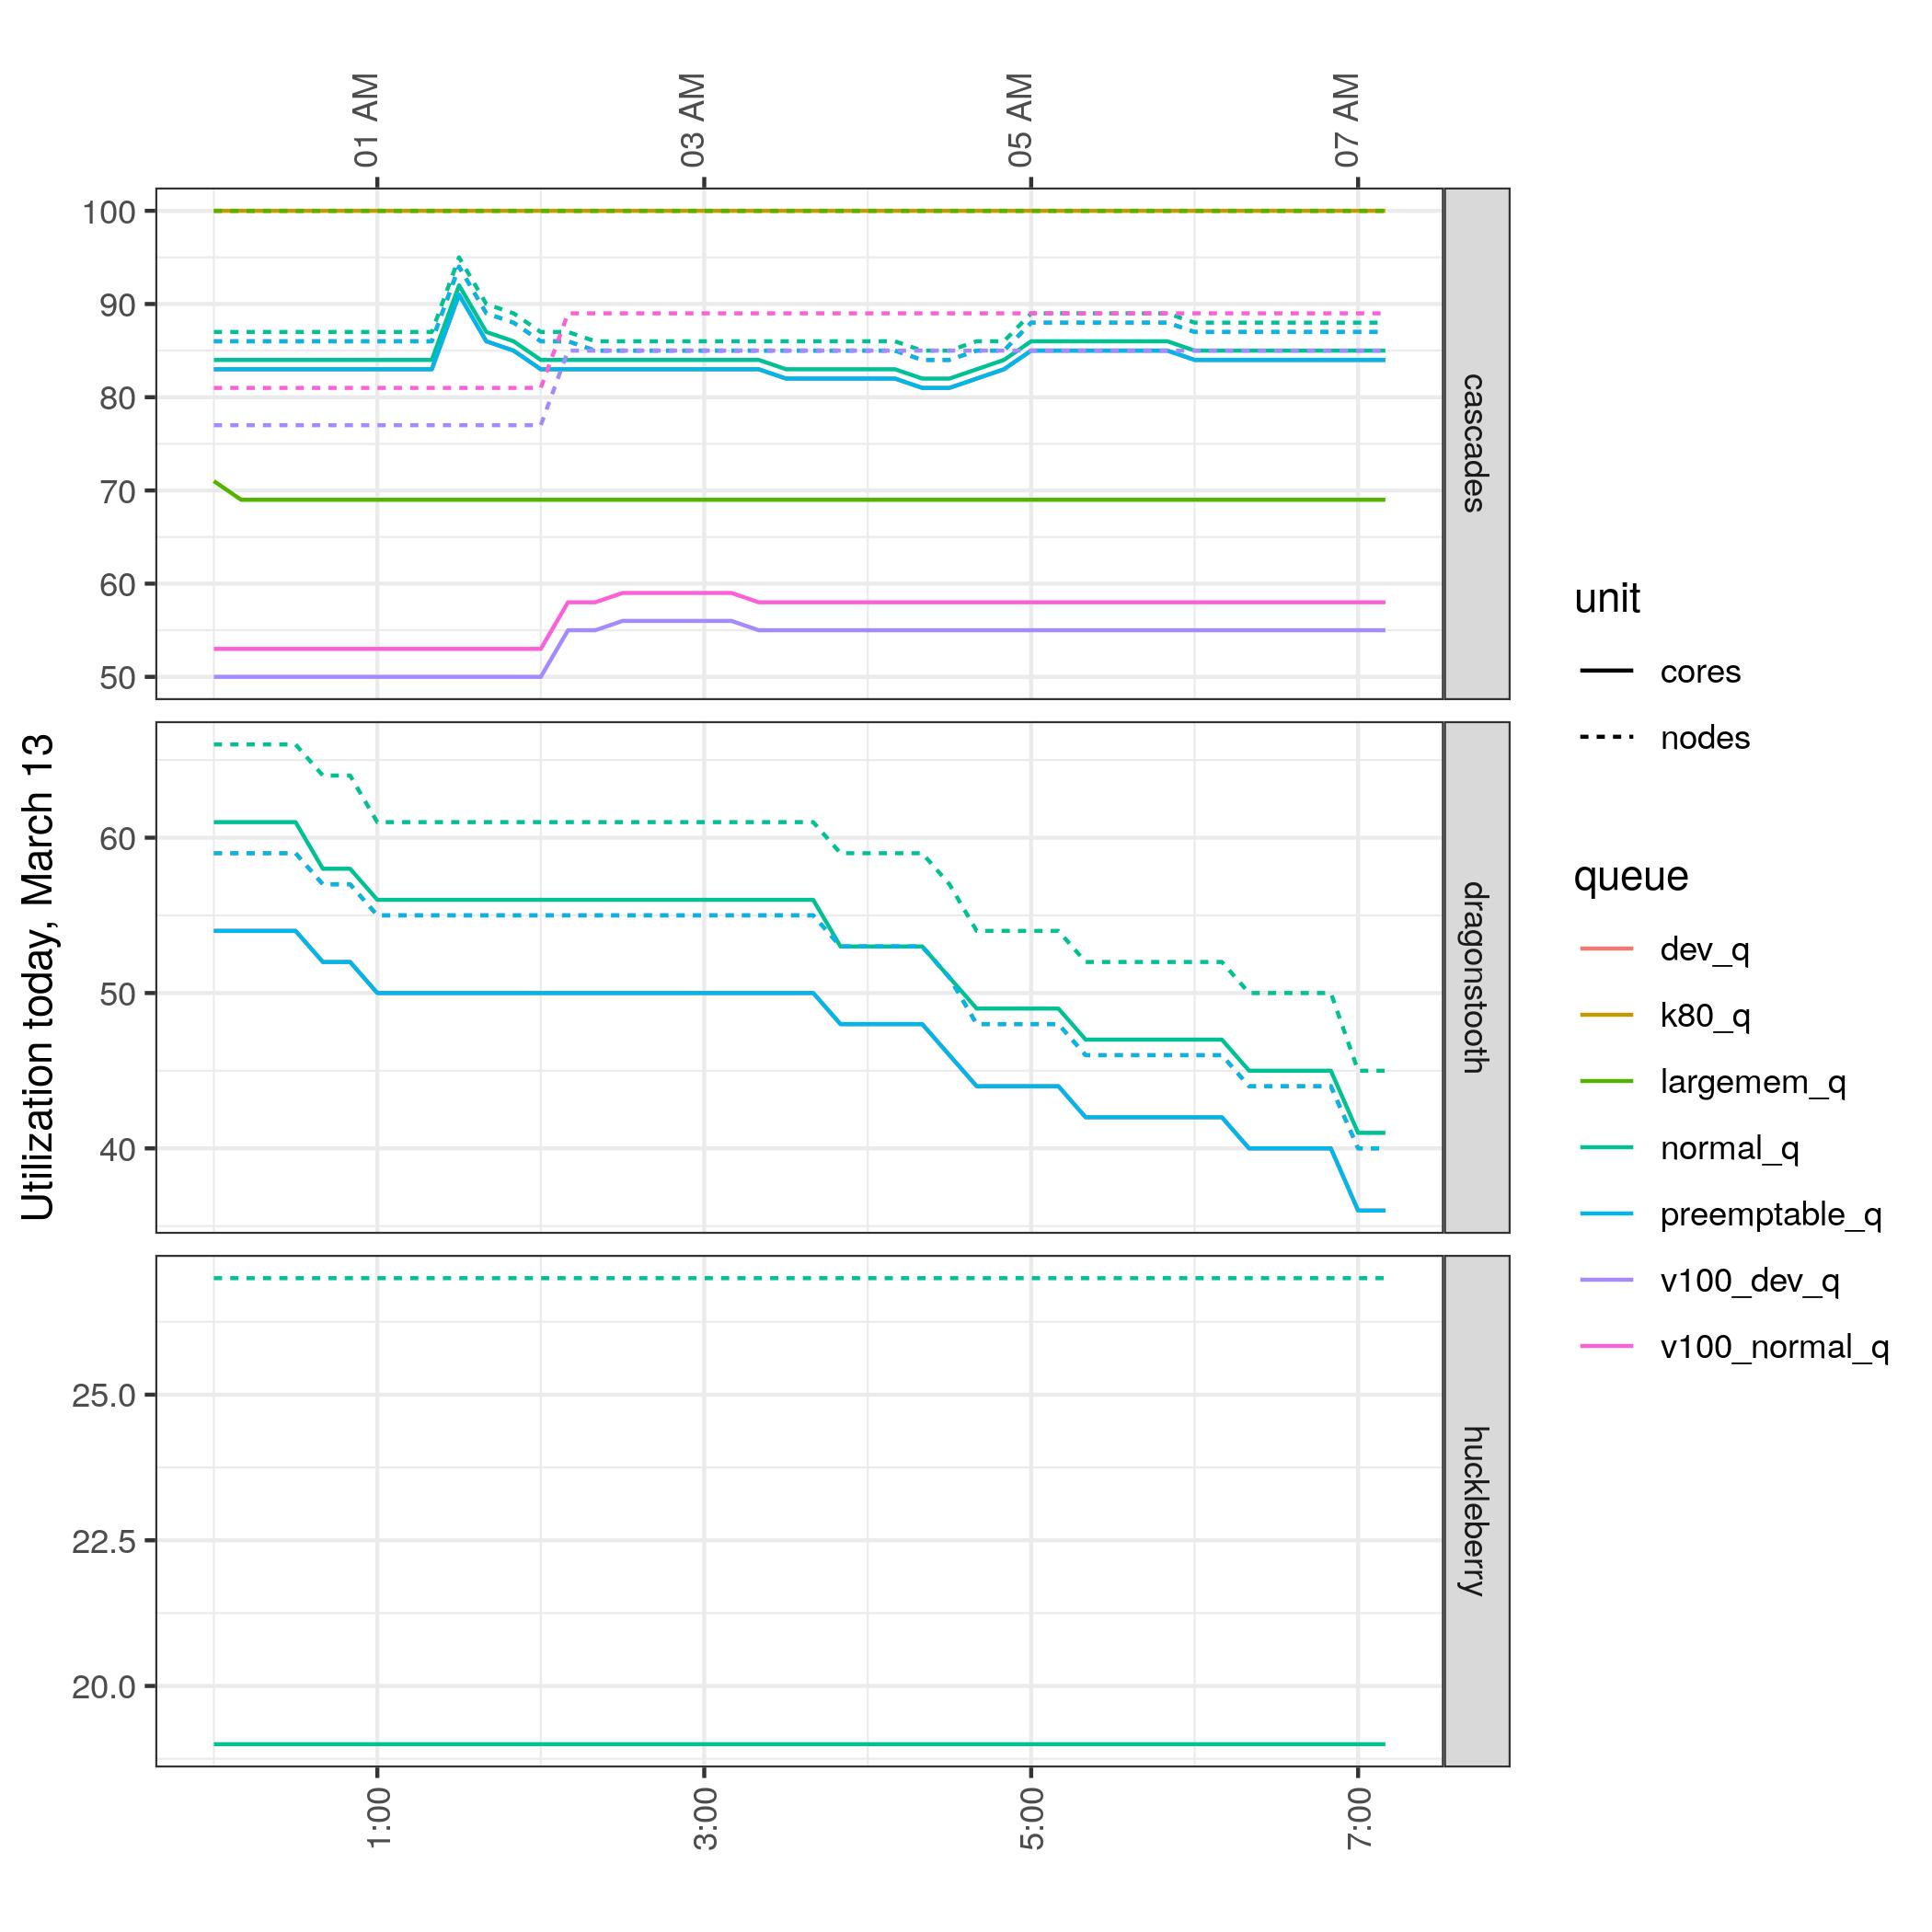 01 AM
03 AM
05 AM
07 AM
Utilization today, March 13
100
90
80
70
60
50
cascades
60
50
40
dragonstooth
25.0
22.5
20.0
huckleberry
1:00
3:00
5:00
7:00
unit
cores
nodes
queue
dev_q
k80_q
largemem_q
normal_q
preemptable_q
v100_dev_q
v100_normal_q